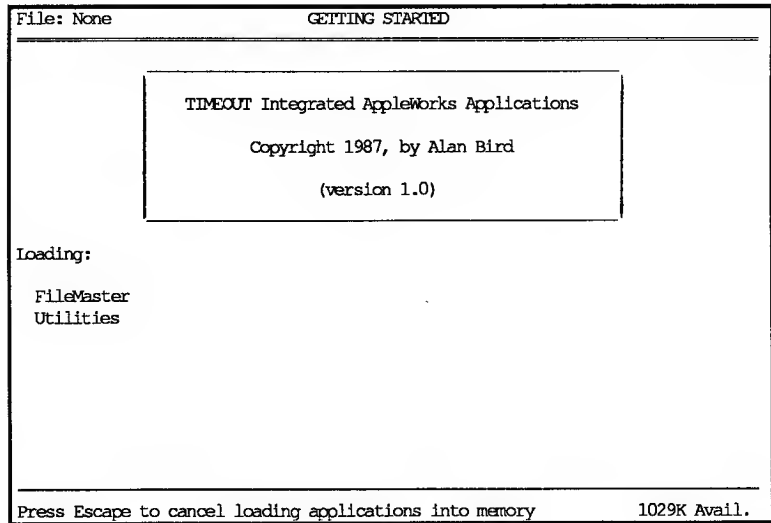 File: None GETTING STARTED
TIMEOUT Integrated AppleWorks Applications
Copyright 1987, by Alan Bird
(version 1.0)
Loading:
FileMaster
Utilities
Press Escape to cancel loading applications into memory 1029K Avail.